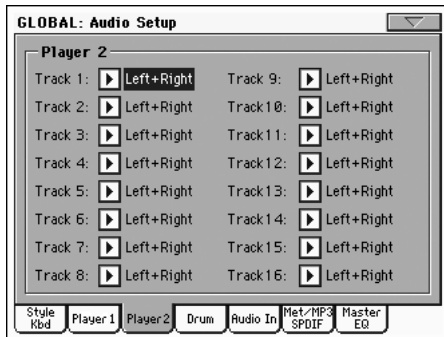 GLOBAL: Audio Setup
Player 2
Track 1: Left+Right Track 9: Left+Right
Track 2: Left+Right Track10: Left+Right
Track 3: Left+Right Track11: Left+Right
Track 4: Left+Right Track12: Left+Right
Track 5: Left+Right Track13: Left+Right
Track 6: Left+Right Track14: Left+Right
Track 7: Left+Right Track15: Left+Right
Track 8: Left+Right Track16: Left+Right
Style Kbd Player 1 Player 2 Drum Audio In Met/MP3 SPDIF Master EQ